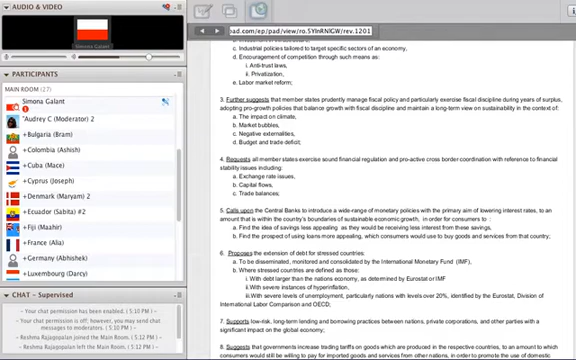 AUDIO & VIDEO
Simona Galant
PARTICIPANTS
MAIN ROOM (27)
Simona Galant
"Audrey C (Moderator) 2
+Bulgaria (Bram)
+Colombia (Ashish)
+Cuba (Mace)
+Cyprus (Joseph)
+Denmark (Maryam) 2
+Ecuador (Sabita) #2
+Fiji (Maahir)
+France (Alia)
+Germany (Abhishek)
Luxemburg (Darcy)
CHAT - Supervised
- Your chat permission has been enabled. ( 5:10 PM ) -
- Your permission is off; however, you may send chat
messages to moderators. ( 5:10 PM ) -
- Reshma Rajagopalan joined the Main Room. ( 5:12 PM ) -
- Reshma Rajagopalan left the Main Room. ( 5:12 PM ) -
ad.com/ep/pad/view/ro.5YlnRNlGW/rev.1201
c. Industrial policies tailored to target specific sectors of an economy,
d. Encouragement of competition through such means as:
i. Anti-trust laws,
ii. Privatization,
e. Labor market reform;
3. Further suggests that member states prudently manage fiscal policy and particularly exercise fiscal discipline during years of surplus,
adopting pro-growth policies that balance growth with fiscal discipline and maintain a long-term view on sustainability in the context of:
a. The impact on climate,
b. Market bubbles,
c. Negative externalities,
d. Budget and trade deficit;
4. Requests all member states exercise sound financial regulation and pro-active cross border coordination with reference to financial
stability issues including
a. Exchange rate issues,
b. Capital flows,
c. Trade balances;
5. Calls upon the Central Banks to introduce a wide-range of monetary policies with the primary aim of lowering interest rates, to an
amount that is within the country's boundaries of sustainable economic growth, in order for consumers to :
a. Find the idea of savings less appealing as they would be receiving less interest from these savings,
b. Find the prospect of using loans more appealing, which consumers would use to buy goods and services from that country;
6. Proposes the extension of debt for stressed countries:
a. To be disseminated, monitored and consolidated by the International Monetary Fund (IMF),
b. Where stressed countries are defined as those:
i. With debt larger than the nations economy, as determined by Eurostat or IMF
ii.With severe instances of hyperinflation,
iii.With severe levels of unemployment, particularly nations with levels over 20%, identified by the Eurostat, Division of
International Labor Comparison and OECD;
7. Supports low-risk, long-term lending and borrowing practices between nations, private corporations, and other parties with a
significant impact on the global economy;
8. Suggests that governments increase trading tariffs on goods which are produced in the respective countries, to an amount to which
consumers would still be willing to pay for imported goods and services from other nations, in order to promote the use of domestic